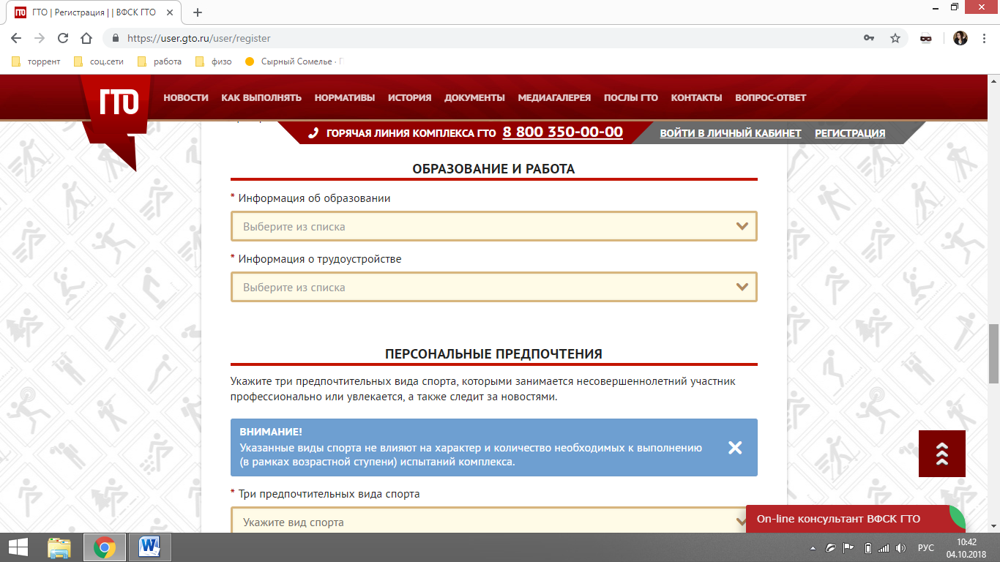 ГТО | Регистрация | | ВФСК ГТО
https://user.gto.ru/user/register
торрент соц.сети работа физо Сырный Сомелье ·
ГТО
НОВОСТИ КАК ВЫПОЛНЯТЬ НОРМАТИВЫ ИСТОРИЯ ДОКУМЕНТЫ МЕДИАГАЛЕРЕЯ ПОСЛЫ ГТО КОНТАКТЫ ВОПРОС-ОТВЕТ
ГОРЯЧАЯ ЛИНИЯ КОМПЛЕКСА ГТО 8 800 350-00-00 ВОЙТИ В ЛИЧНЫЙ КАБИНЕТ РЕГИСТРАЦИЯ
ОБРАЗОВАНИЕ И РАБОТА
* Информация об образовании
Выберите из списка
* Информация о трудоустройстве
Выберите из списка
ПЕРСОНАЛЬНЫЕ ПРЕДПОЧТЕНИЯ
Укажите три предпочтительных вида спорта, которыми занимается несовершеннолетний участник
профессионально или увлекается, а также следит за новостями.
ВНИМАНИЕ!
Указанные виды спорта не влияют на характер и количество необходимых к выполнению
(в рамках возрастной ступени) испытаний комплекса.
* Три предпочтительных вида спорта
Укажите вид спорта
On-line консультант ВФСК ГТО
РУС
10:42
04.10.2018